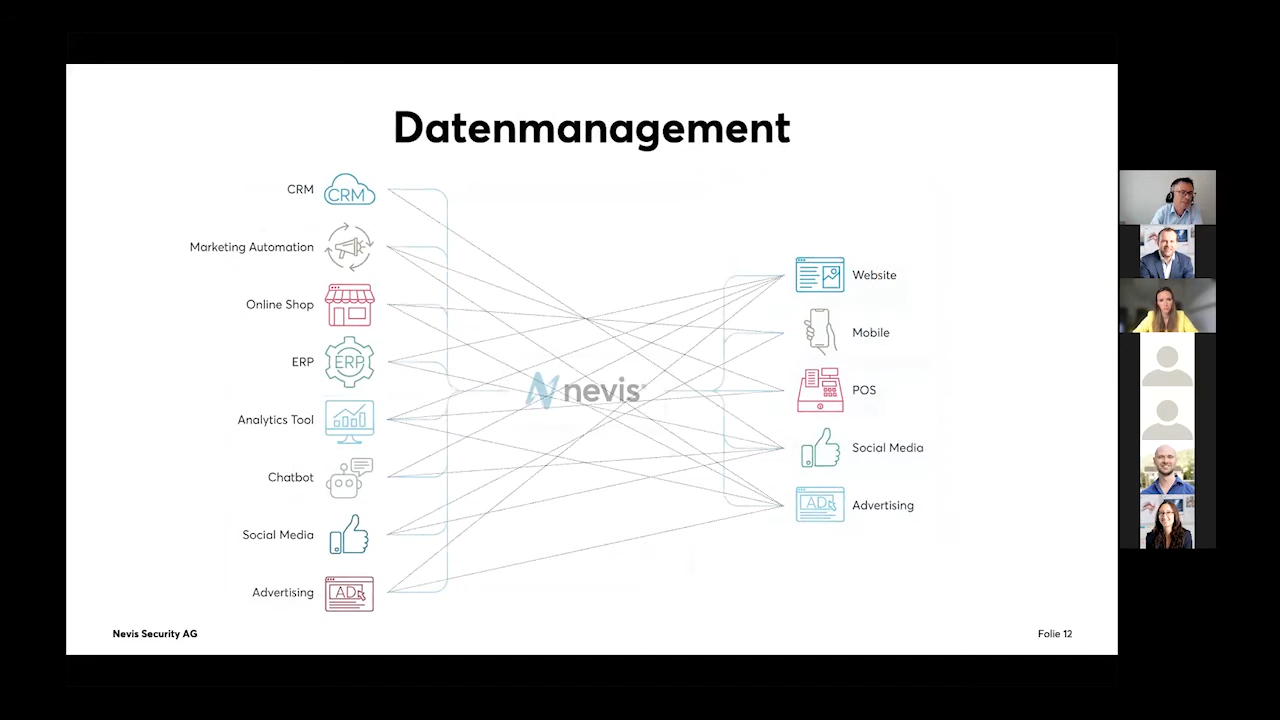 Datenmanagement
CRM
CRM
Marketing Automation
Online Shop
ERP
ERP
Analytics Tool
Chatbot
Social Media
Advertising
AD
nevis
Website
Mobile
POS
Social Media
Advertising
AD
Nevis Security AG
Folie 12